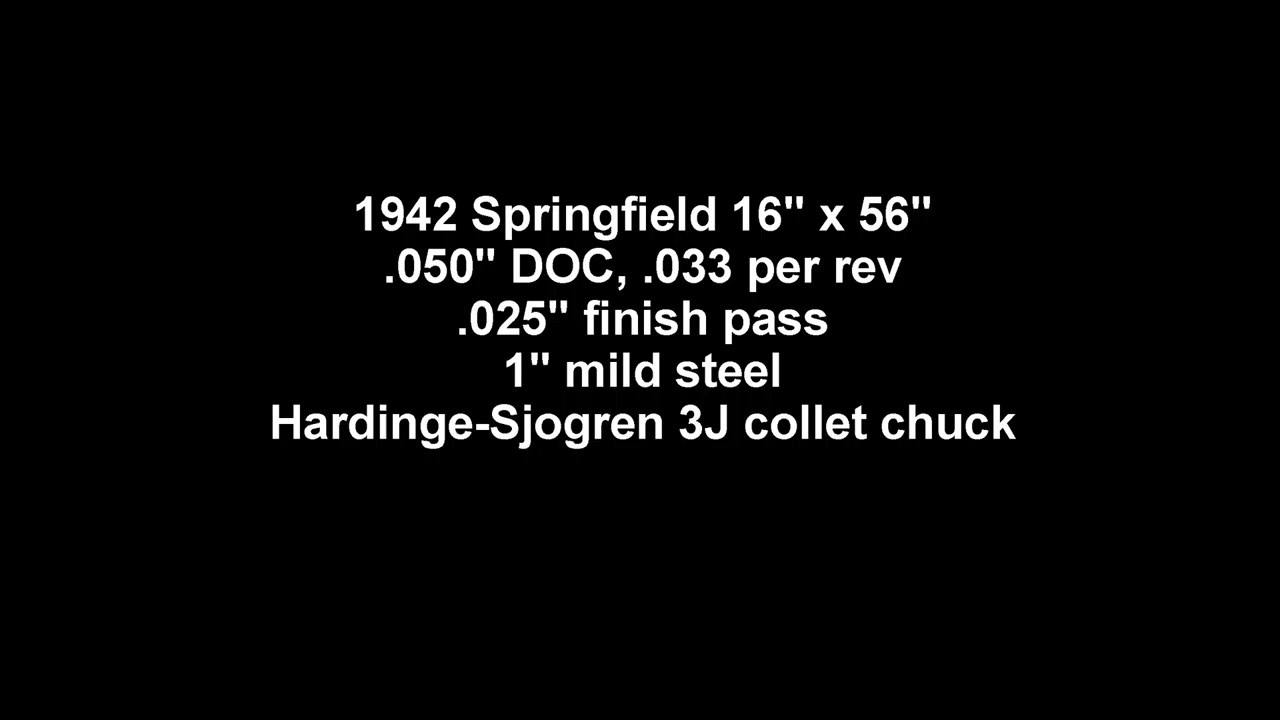 1942 Springfield 16" x 56"
.050" DOC, .033 per rev
.025" finish pass
1" mild steel
Hardinge-Sjogren 3J collet chuck